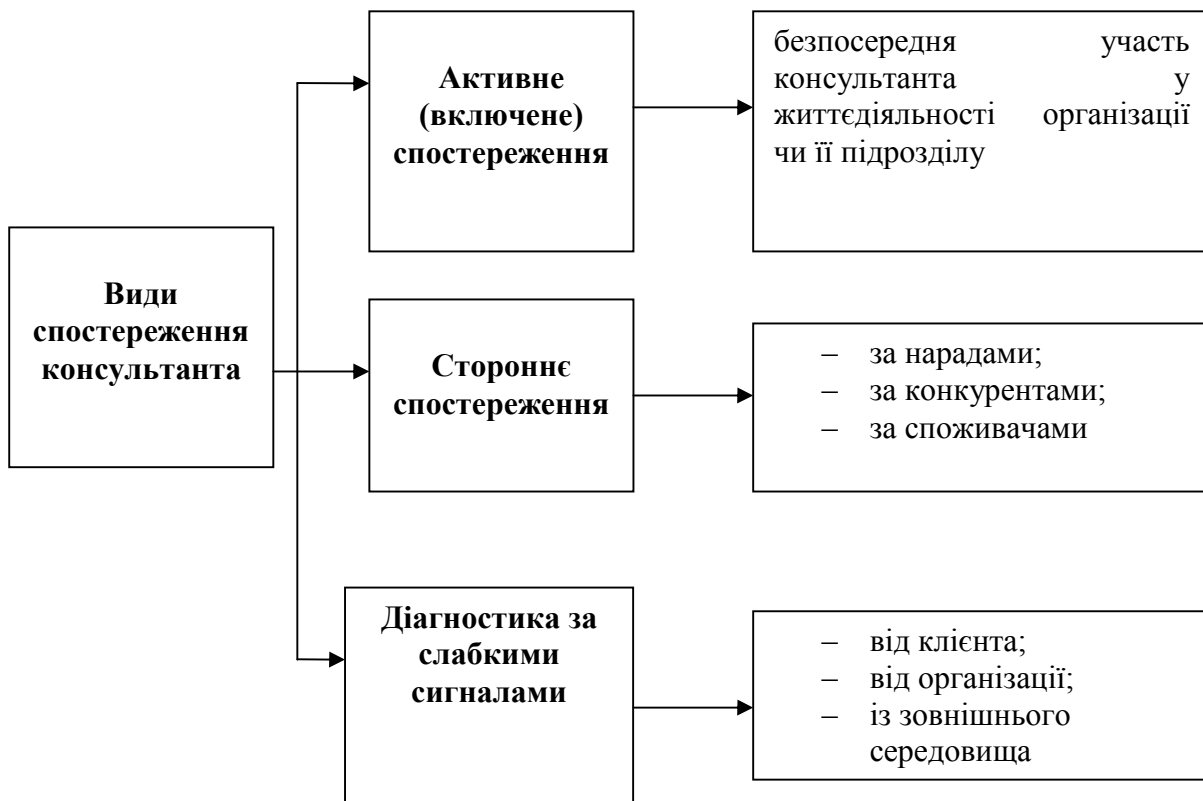 Види
спостереження
консультанта
Активне
(включене)
спостереження
безпосередня участь
консультанта у
життєдіяльності організації
чи її підрозділу
Стороннє
спостереження
– за нарадами;
– за конкурентами;
– за споживачами
Діагностика за
слабкими
сигналами
– від клієнта;
– від організації;
– із зовнішнього
середовища